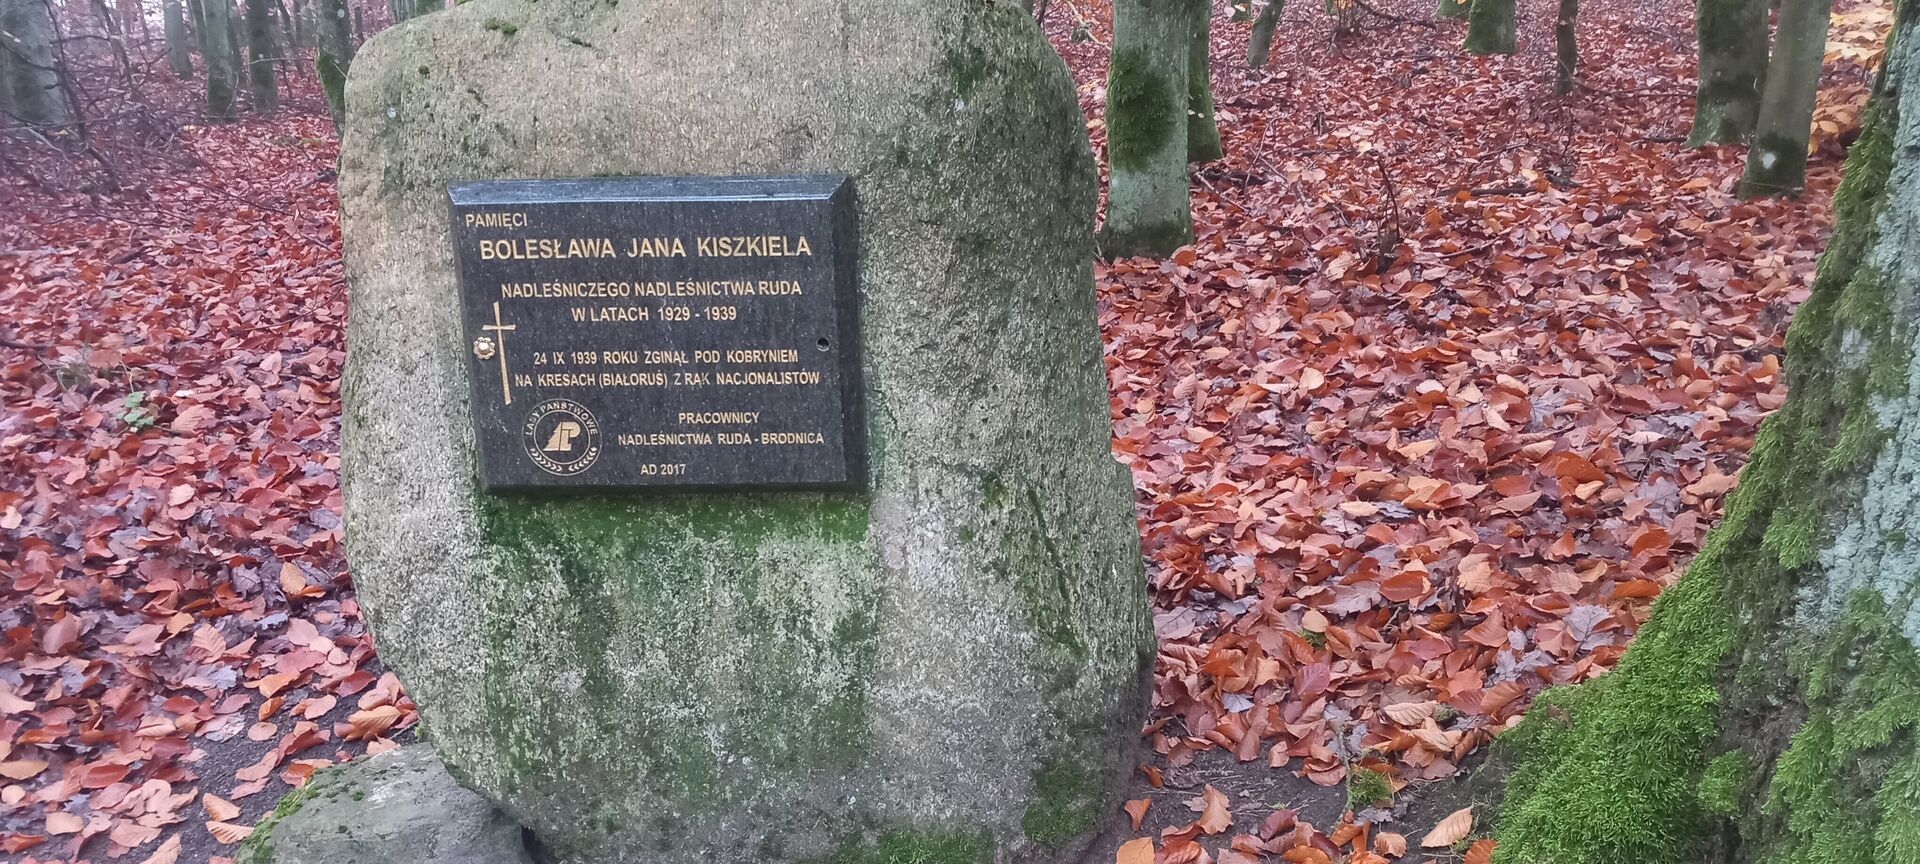 PAMIĘCI
BOLESŁAWA JANA KISZKIELA
NADLEŚNICZEGO NADLEŚNICTWA RUDA
W LATACH 1929 - 1939
24 IX 1939 ROKU ZGINĄŁ POD KOBRYNIEM
NA KRESACH (BIAŁORUŚ) Z RĄK NACJONALISTÓW
LASY PAŃSTWOWE
PRACOWNICY
NADLEŚNICTWA RUDA - BRODNICA
AD 2017